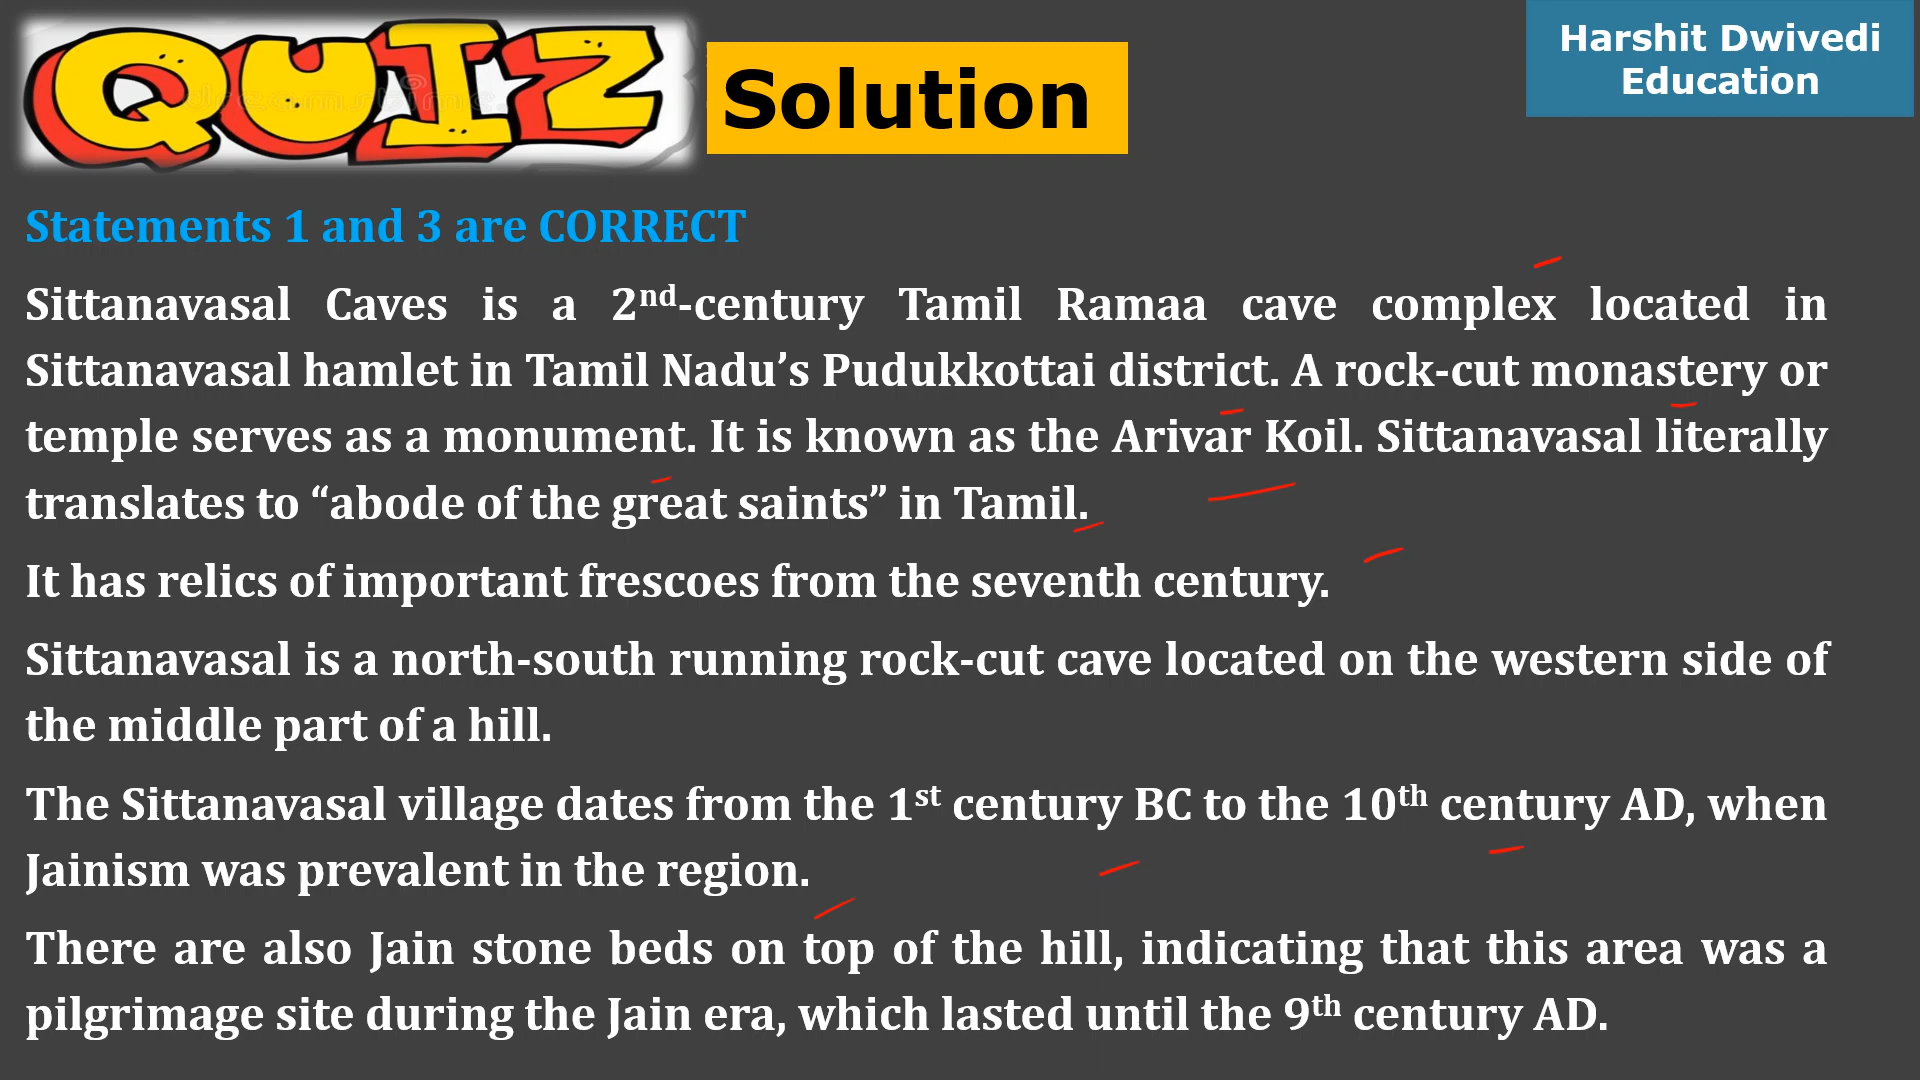 QUIZ
Solution
Harshit Dwivedi
Education
Statements 1 and 3 are CORRECT
Sittanavasal Caves is a 2nd-century Tamil Ramaa cave complex located in
Sittanavasal hamlet in Tamil Nadu’s Pudukkottai district. A rock-cut monastery or
temple serves as a monument. It is known as the Arivar Koil. Sittanavasal literally
translates to “abode of the great saints” in Tamil.
It has relics of important frescoes from the seventh century.
Sittanavasal is a north-south running rock-cut cave located on the western side of
the middle part of a hill.
The Sittanavasal village dates from the 1st century BC to the 10th century AD, when
Jainism was prevalent in the region.
There are also Jain stone beds on top of the hill, indicating that this area was a
pilgrimage site during the Jain era, which lasted until the 9th century AD.